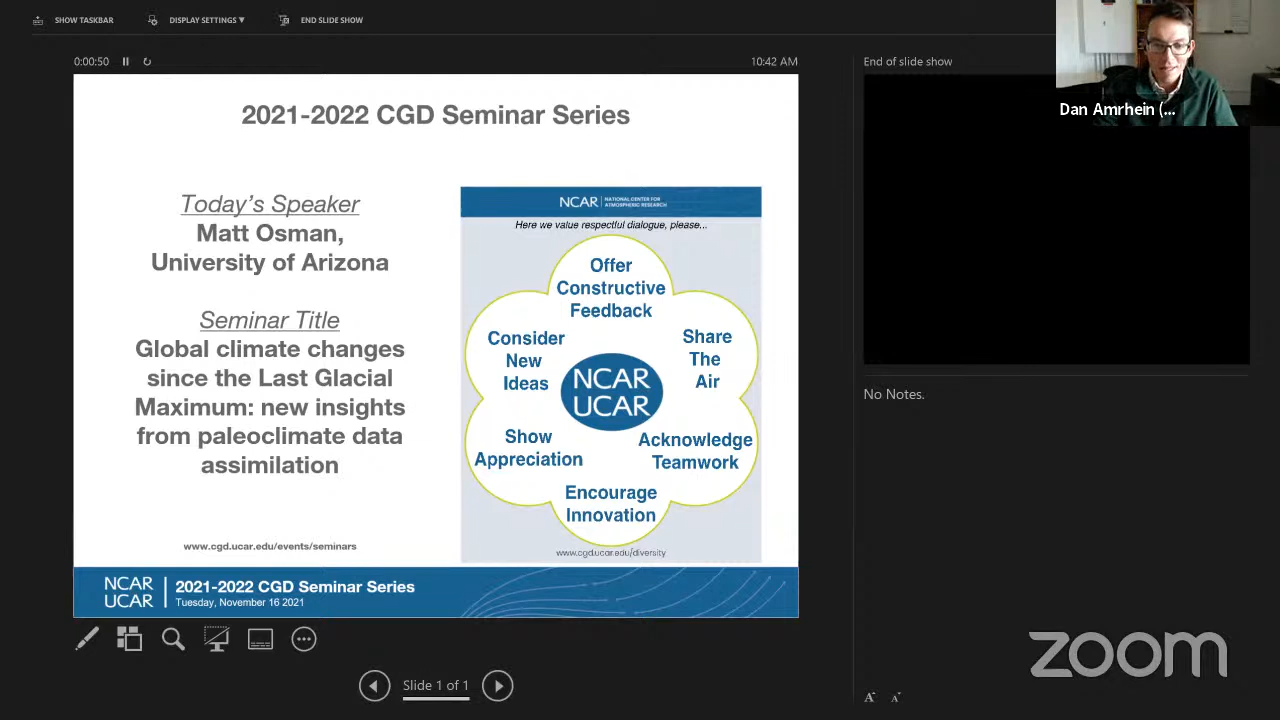 SHOW TASKBAR
DISPLAY SETTINGS ▼
END SLIDE SHOW
0:00:50
10:42 AM
End of slide show
Dan Amrhein (...
2021-2022 CGD Seminar Series
Today's Speaker
Matt Osman,
University of Arizona
Seminar Title
Global climate changes
since the Last Glacial
Maximum: new insights
from paleoclimate data
assimilation
www.cgd.ucar.edu/events/seminars
NCAR | NATIONAL CENTER FOR
ATMOSPHERIC RESEARCH
Here we value respectful dialogue, please...
Offer
Constructive
Feedback
Consider
New
Ideas
Share
The
Air
NCAR
UCAR
Show
Appreciation
Acknowledge
Teamwork
Encourage
Innovation
www.cgd.ucar.edu/diversity
NCAR
UCAR
2021-2022 CGD Seminar Series
Tuesday, November 16 2021
No Notes.
Slide 1 of 1
A A
zoom